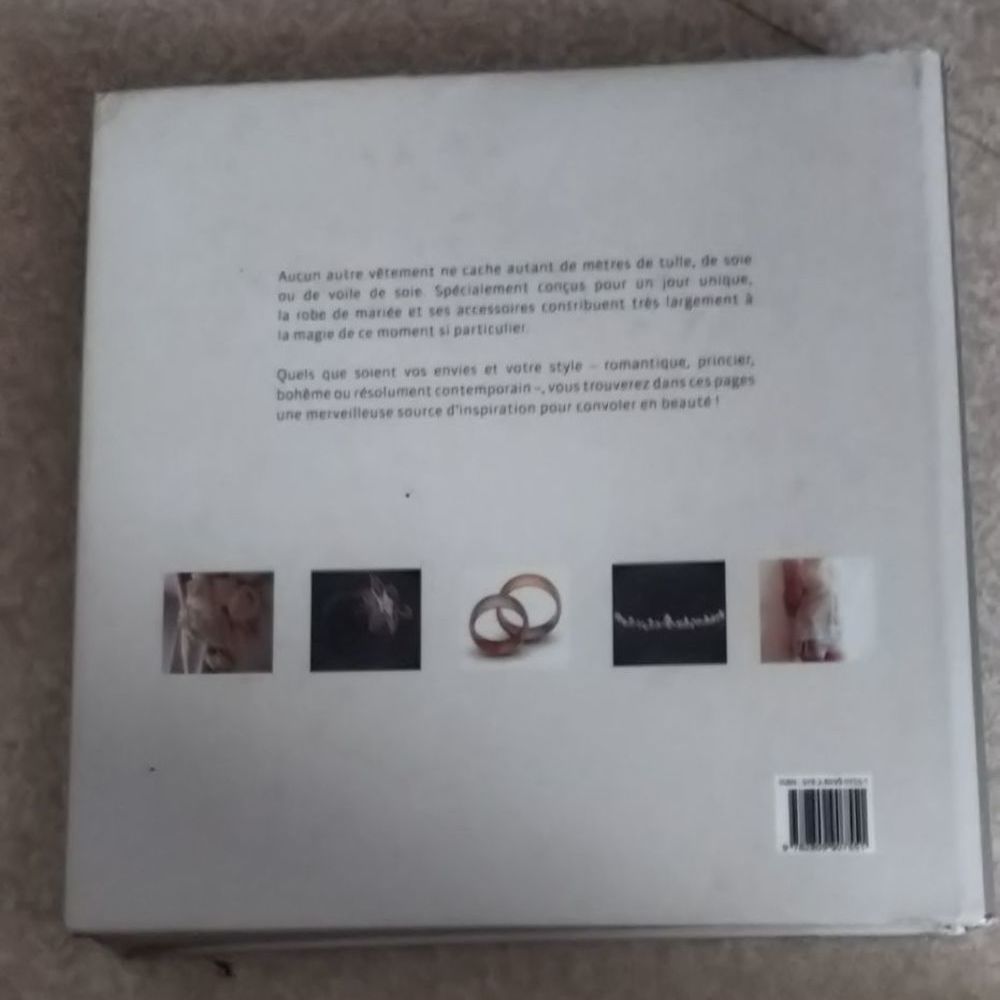 Aucun autre vêtement ne cache autant de mètres de tulle, de soie
ou de voile de soie. Spécialement conçus pour un jour unique,
la robe de mariée et ses accessoires contribuent très largement à
la magie de ce moment si particulier.
Quels que soient vos envies et votre style – romantique, princier,
bohême ou résolument contemporain –, vous trouverez dans ces pages
une merveilleuse source d'inspiration pour convoler en beauté !
ISBN